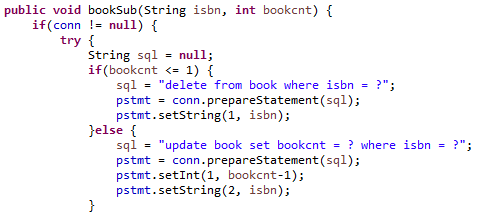 public void bookSub(String isbn, int bookcnt) {
    if(conn != null) {
        try {
            String sql = null;
            if(bookcnt <= 1) {
                sql = "delete from book where isbn = ?";
                pstmt = conn.prepareStatement(sql);
                pstmt.setString(1, isbn);
            }else {
                sql = "update book set bookcnt = ? where isbn = ?";
                pstmt = conn.prepareStatement(sql);
                pstmt.setInt(1, bookcnt-1);
                pstmt.setString(2, isbn);
            }